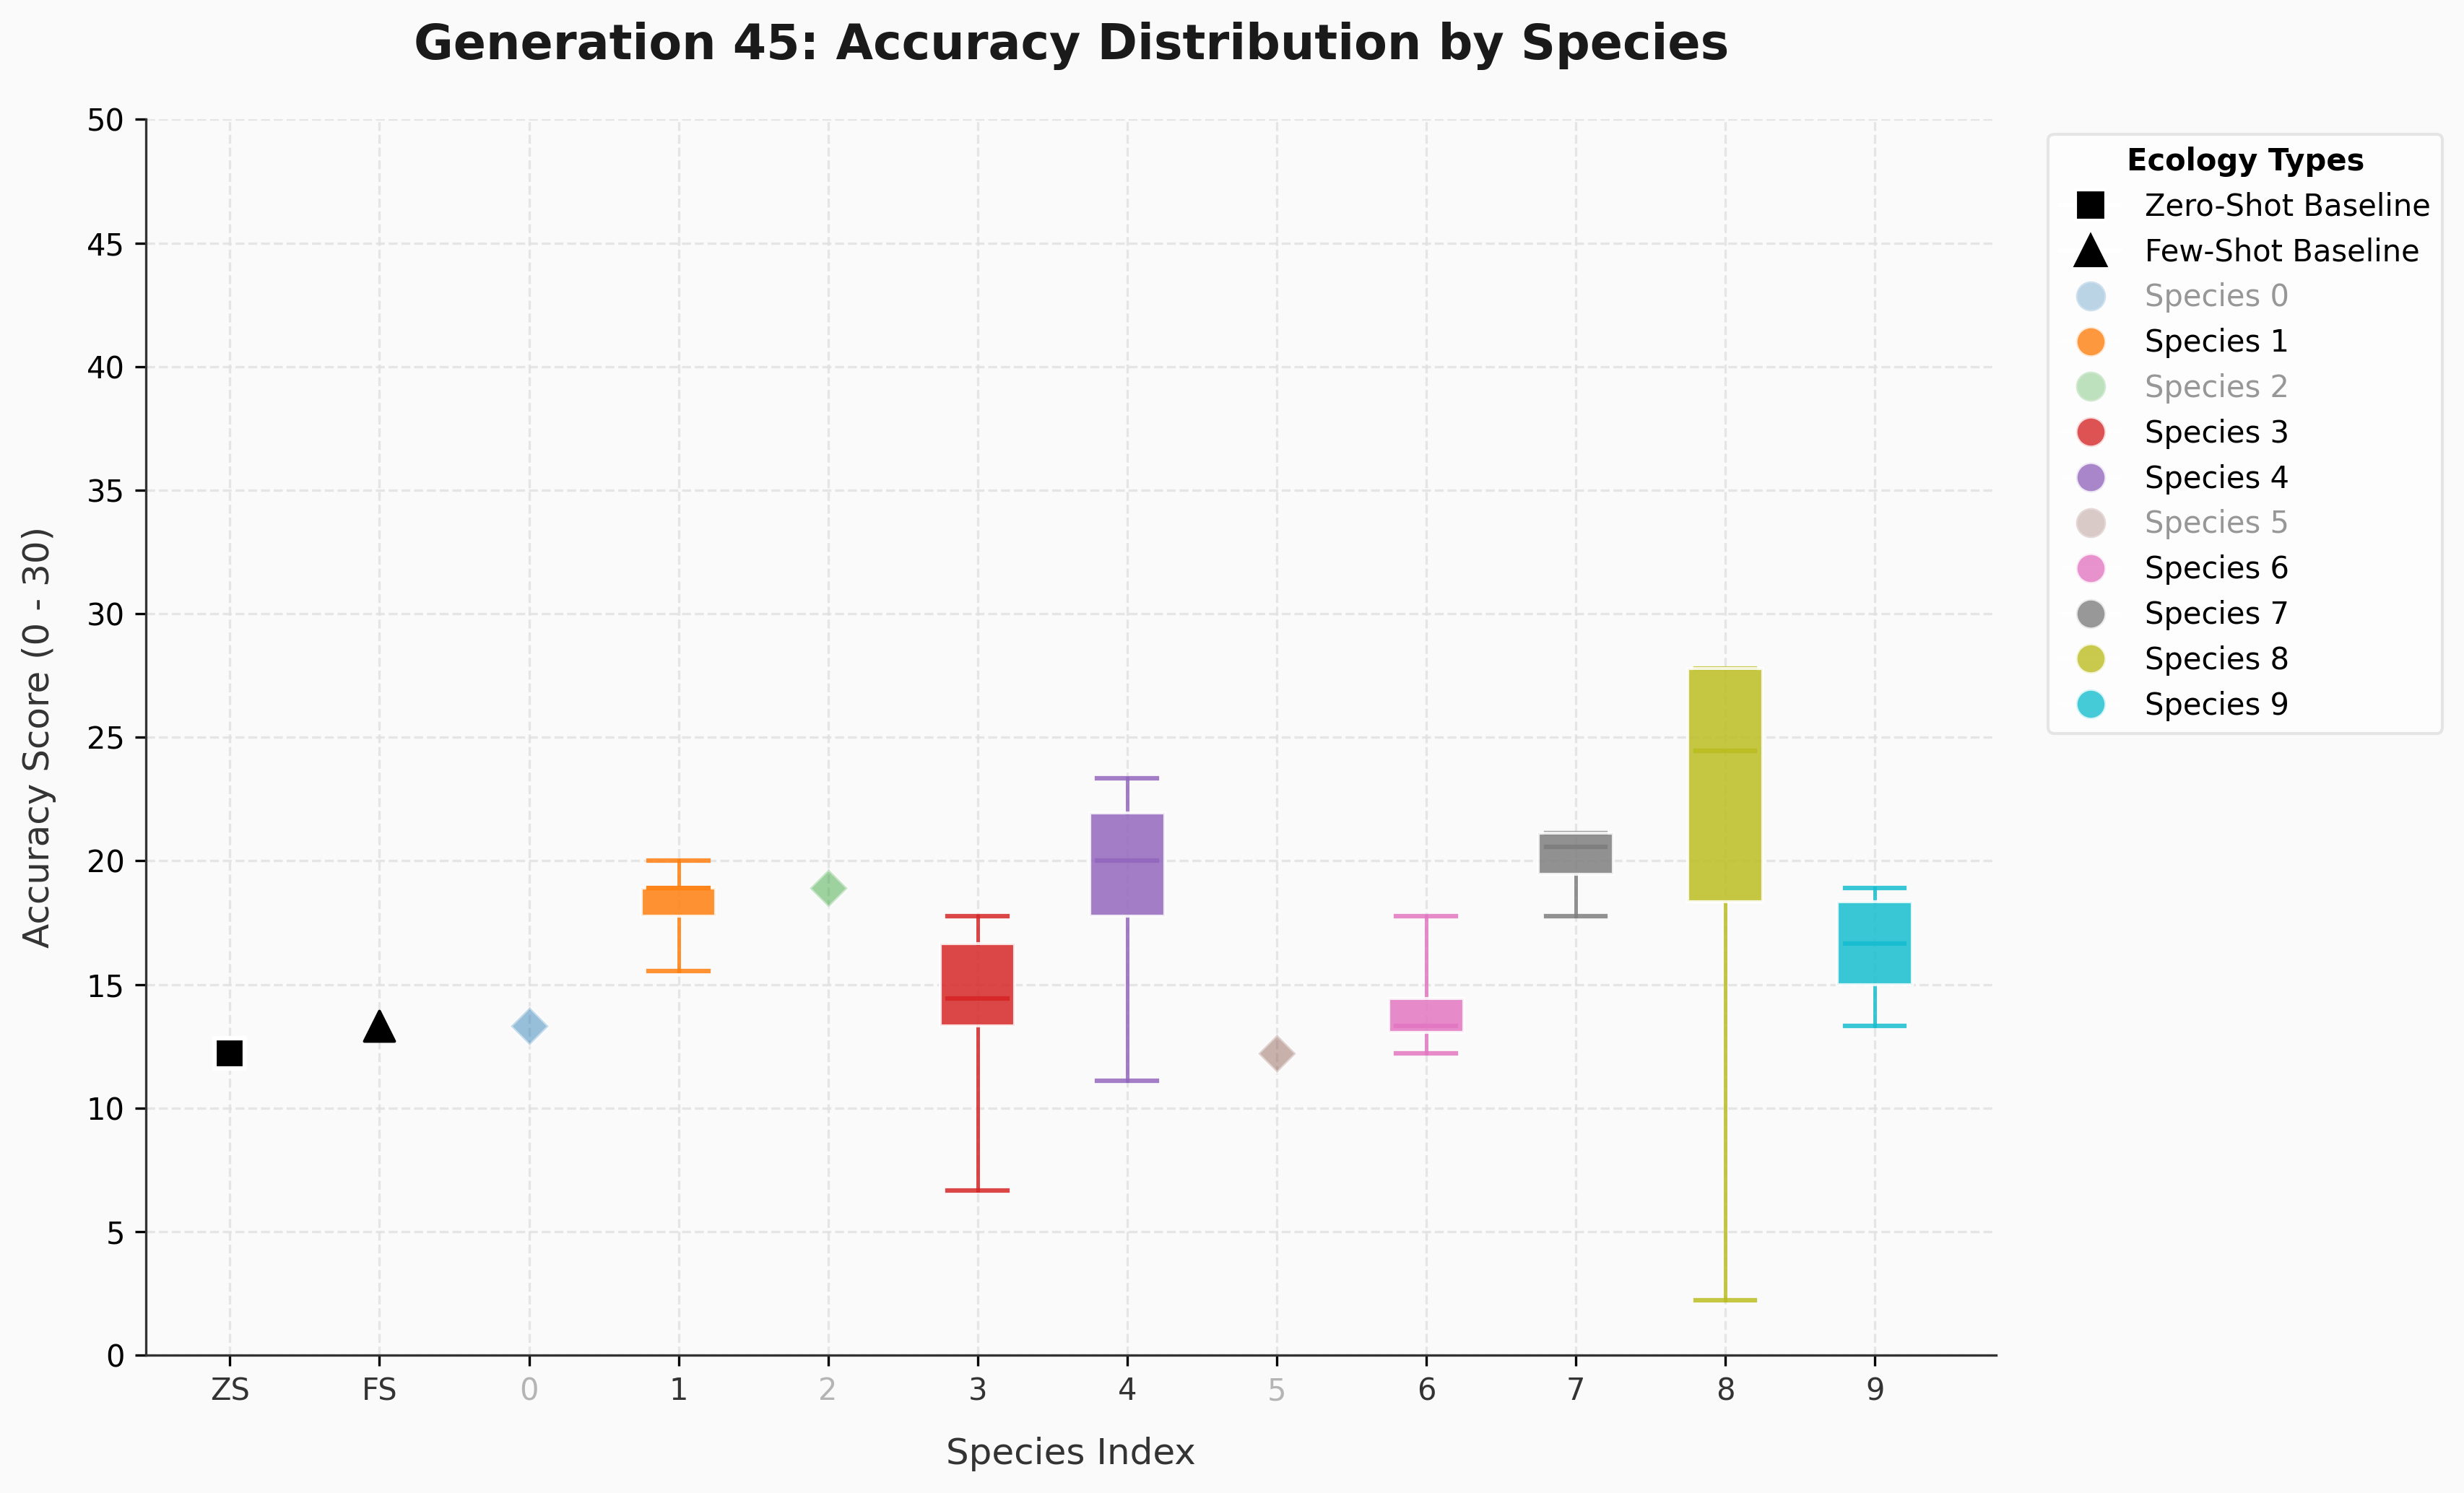 Generation 45: Accuracy Distribution by Species
Accuracy Score (0 - 30)
50
45
40
35
30
25
20
15
10
5
0
ZS FS 0 1 2 3 4 5 6 7 8 9
Species Index
Ecology Types
Zero-Shot Baseline
Few-Shot Baseline
Species 0
Species 1
Species 2
Species 3
Species 4
Species 5
Species 6
Species 7
Species 8
Species 9